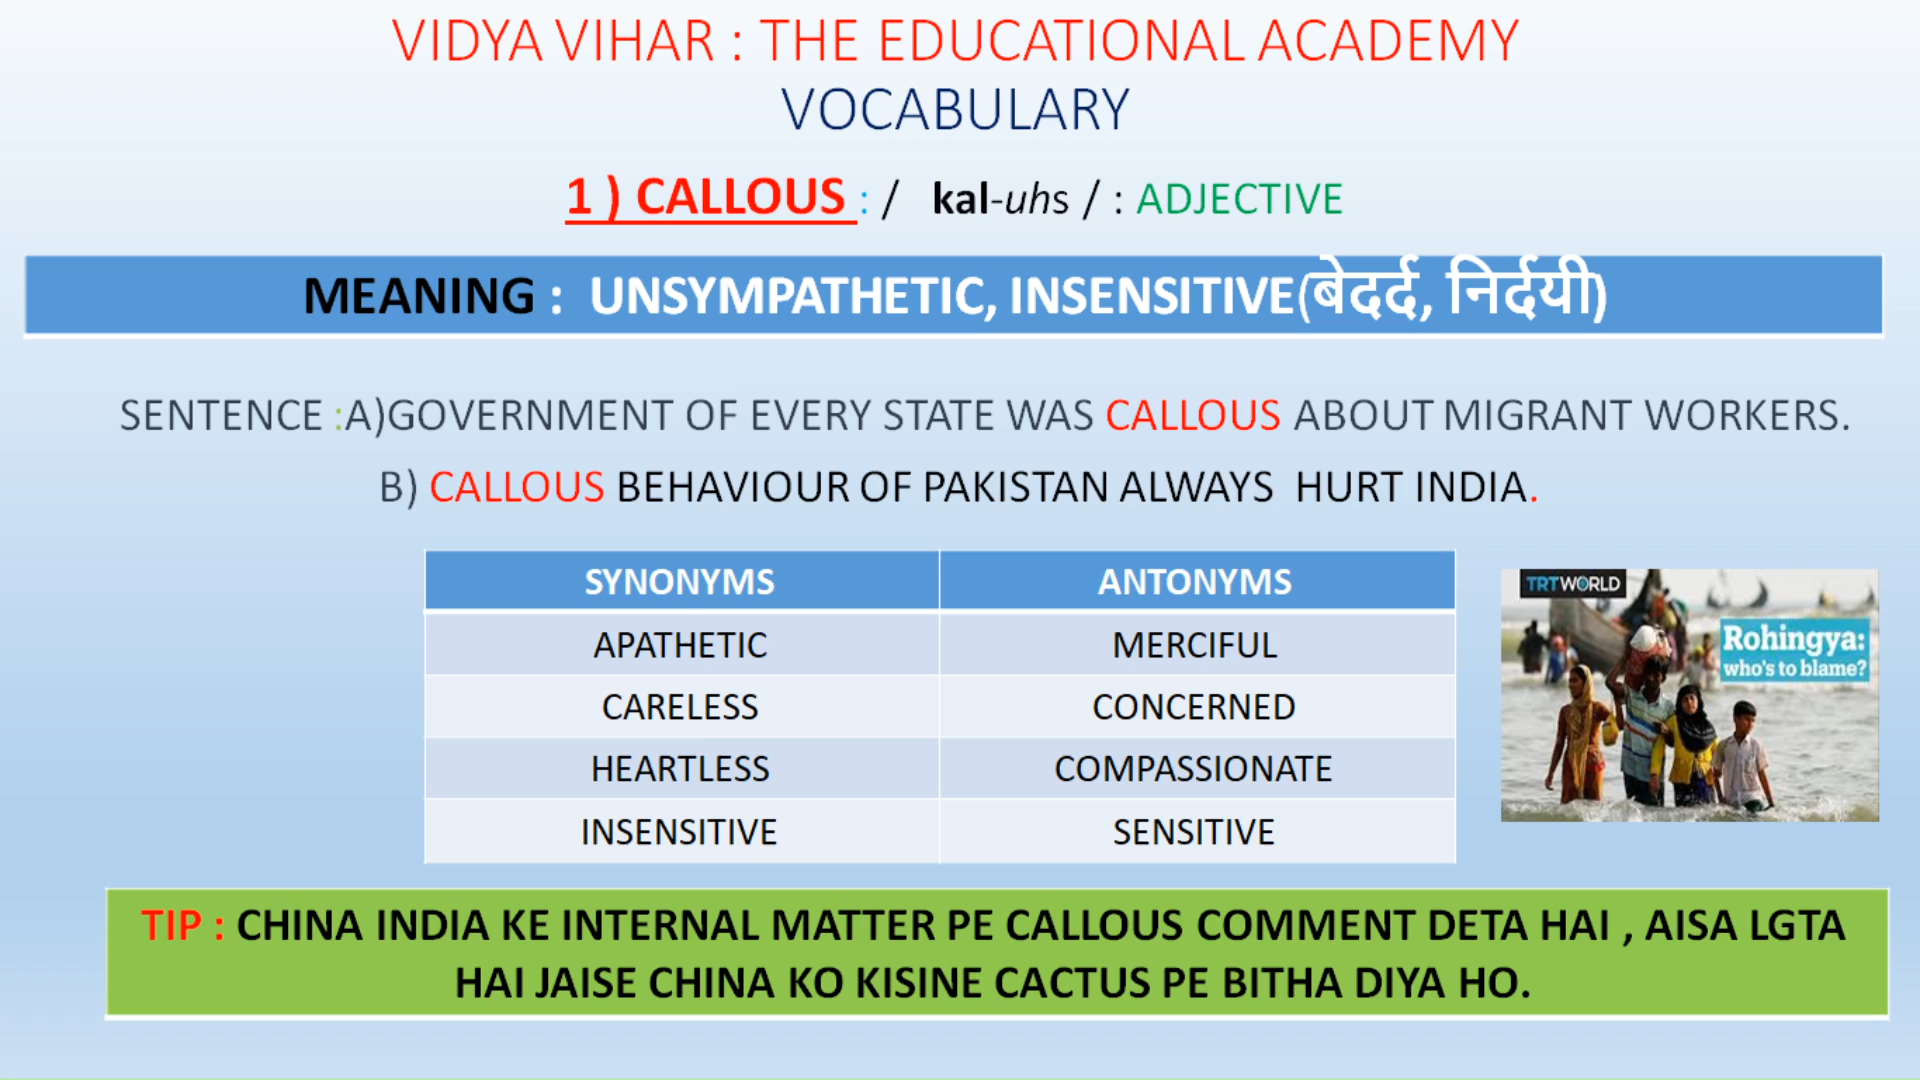 VIDYA VIHAR : THE EDUCATIONAL ACADEMY
VOCABULARY
1 ) CALLOUS : / kal-uhs / : ADJECTIVE
MEANING : UNSYMPATHETIC, INSENSITIVE(बेदर्द, निर्दयी)
SENTENCE :A)GOVERNMENT OF EVERY STATE WAS CALLOUS ABOUT MIGRANT WORKERS.
B) CALLOUS BEHAVIOUR OF PAKISTAN ALWAYS HURT INDIA.
SYNONYMS ANTONYMS
APATHETIC MERCIFUL
CARELESS CONCERNED
HEARTLESS COMPASSIONATE
INSENSITIVE SENSITIVE
TRTWORLD
Rohingya:
who's to blame?
TIP : CHINA INDIA KE INTERNAL MATTER PE CALLOUS COMMENT DETA HAI , AISA LGTA
HAI JAISE CHINA KO KISINE CACTUS PE BITHA DIYA HO.